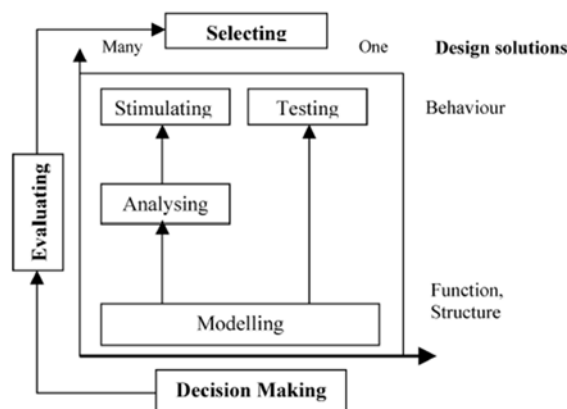 Selecting
Many
One
Design solutions
Stimulating
Testing
Behaviour
Evaluating
Analysing
Function,
Structure
Modelling
Decision Making